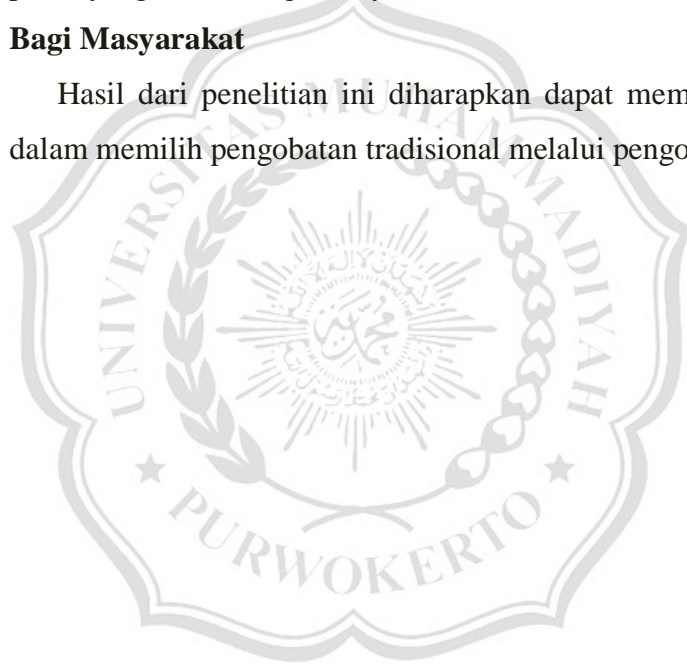 Bagi Masyarakat
Hasil dari penelitian ini diharapkan dapat mem
dalam memilih pengobatan tradisional melalui pengo
UNIVERSITAS MUHAMMADIYAH
PURWOKERTO